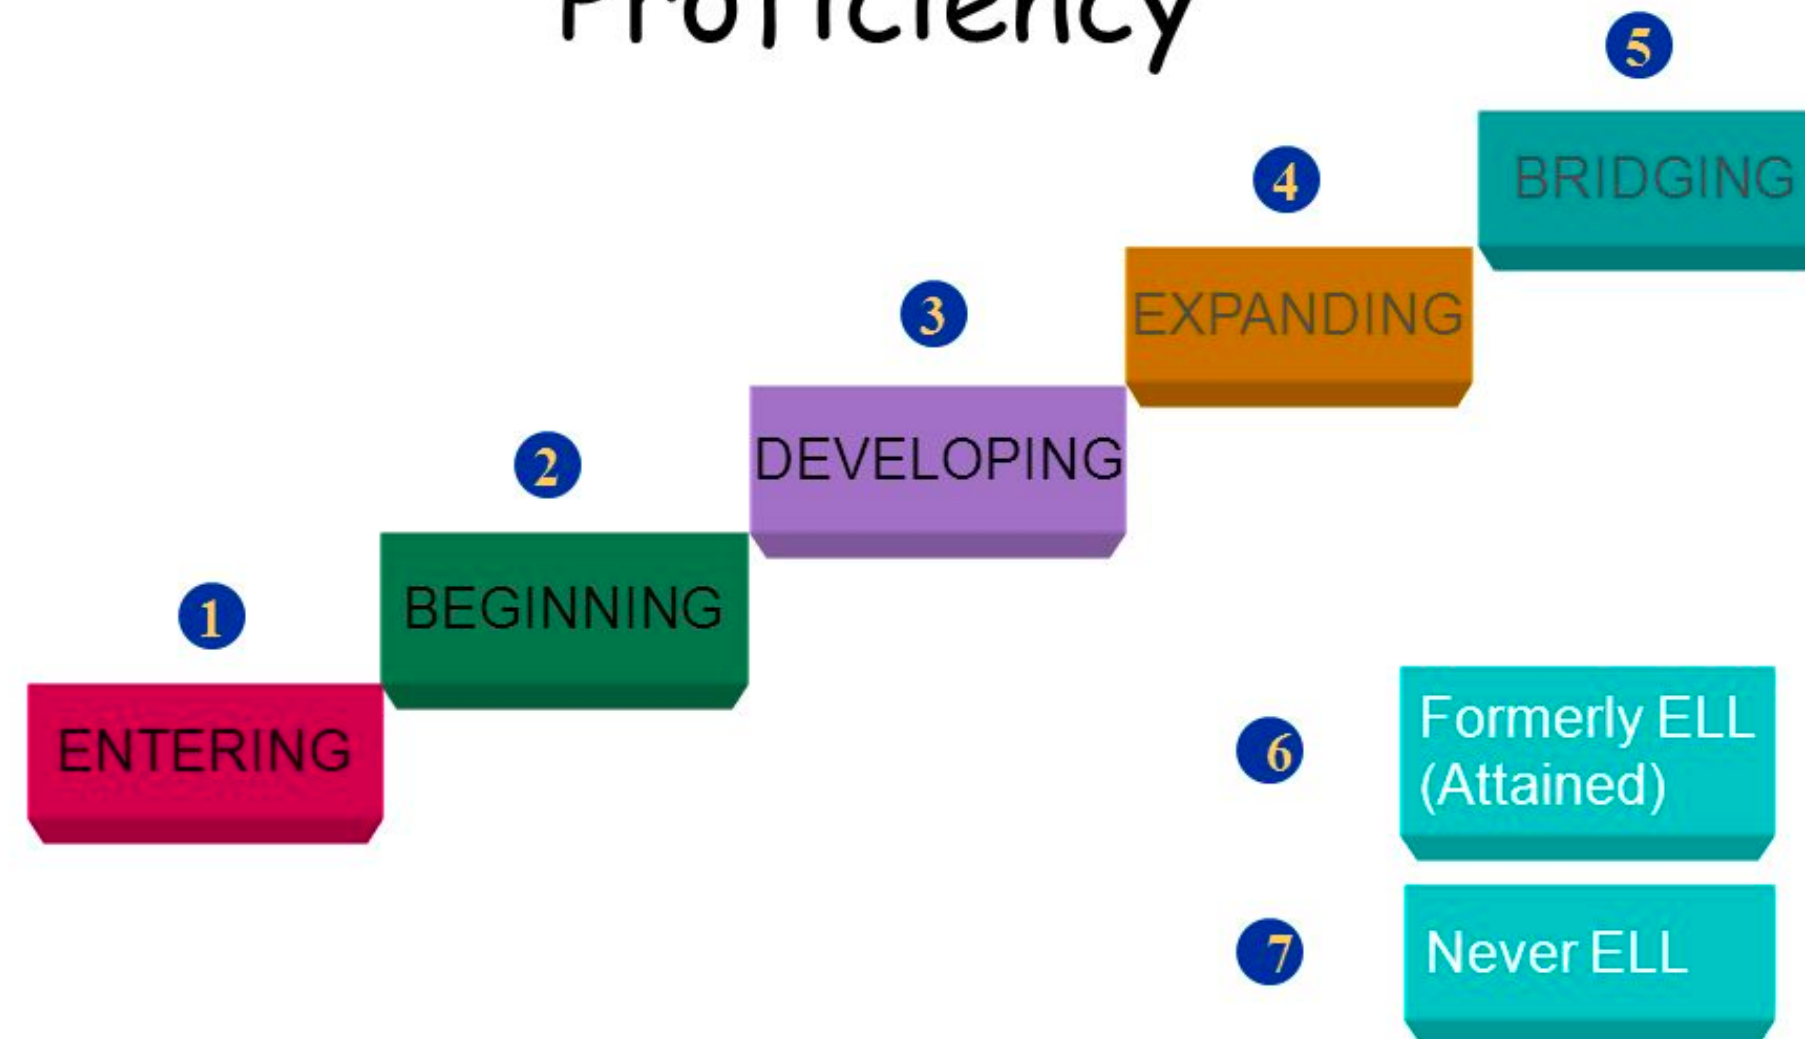 Proficiency
5
BRIDGING
4
EXPANDING
3
DEVELOPING
2
BEGINNING
1
ENTERING
6
Formerly ELL
(Attained)
7
Never ELL